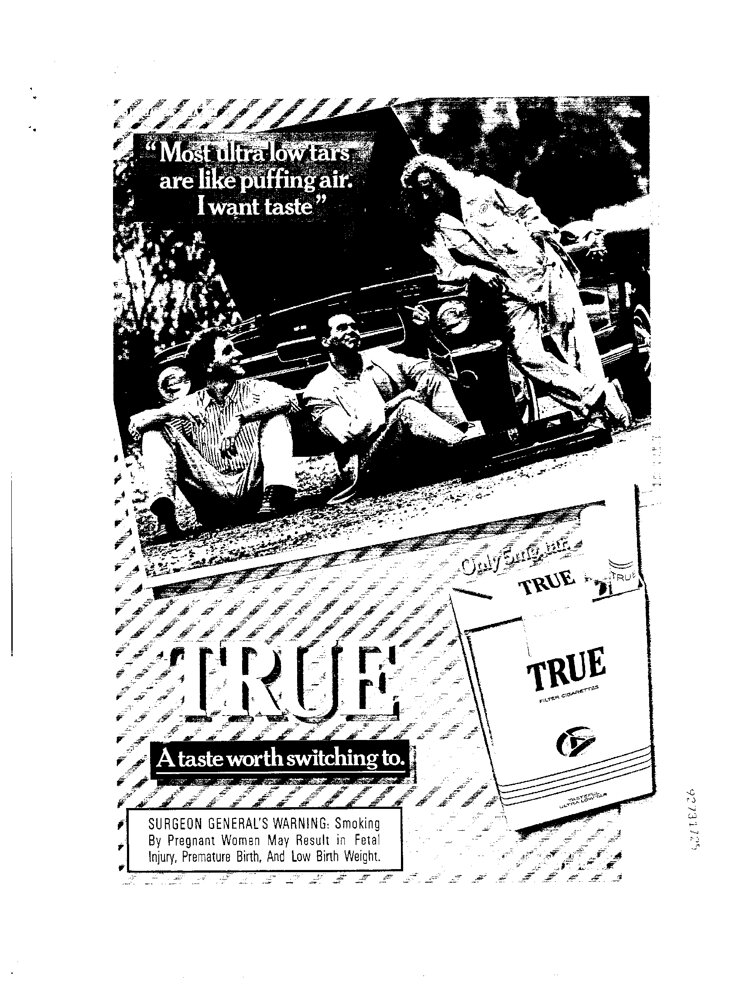 “Most ultra low tars
are like puffing air.
I want taste”
Only 5mg. tar.
TRUE
TRUE
TRUE
FILTER CIGARETTES
TRUE
A taste worth switching to.
SURGEON GENERAL'S WARNING: Smoking
By Pregnant Women May Result in Fetal
Injury, Premature Birth, And Low Birth Weight.